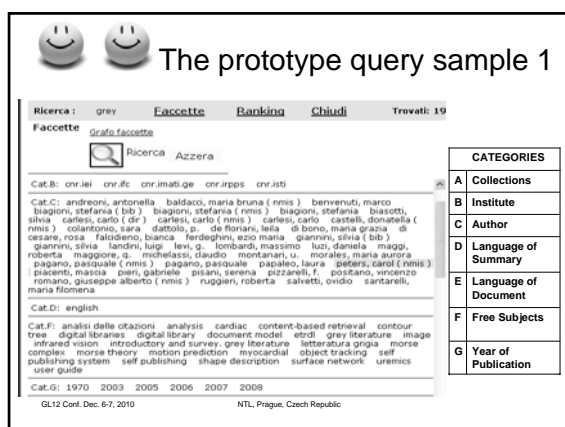 The prototype query sample 1
Ricerca : grey Faccette Ranking Chiudi Trovati: 19
Faccette Grafo faccette
Ricerca Azzera
Cat.B: cnr.iei cnr.ifc cnr.imati.ge cnr.irpps cnr.isti
Cat.C: andreoni, antonella baldacci, maria bruna ( nmis ) benvenuti, marco
biagioni, stefania ( bib ) biagioni, stefania ( nmis ) biagioni, stefania biasotti,
silvia carlesi, carlo ( dir ) carlesi, carlo ( nmis ) carlesi, carlo castelli, donatella (
nmis ) colantonio, sara dattolo, p. de floriani, leila di bono, maria grazia di
cesare, rosa falcidieno, bianca ferdeghini, ezio maria giannini, silvia ( bib )
giannini, silvia landini, luigi levi, g. lombardi, massimo luzi, daniela maggi,
roberta maggiore, q. michelassi, claudio montanari, u. morales, maria aurora
pagano, pasquale ( nmis ) pagano, pasquale papaleo, laura peters, carol ( nmis )
piacenti, mascia pieri, gabriele pisani, serena pizzarelli, f. positano, vincenzo
romano, giuseppe alberto ( nmis ) ruggieri, roberta salvetti, ovidio santarelli,
maria filomena
Cat.D: english
Cat.F: analisi delle citazioni analysis cardiac content-based retrieval contour
tree digital libraries digital library document model etrdl grey literature image
infrared vision introductory and survey. grey literature letteratura grigia morse
complex morse theory motion prediction myocardial object tracking self
publishing system self publishing shape description surface network uremics
user guide
Cat.G: 1970 2003 2005 2006 2007 2008
CATEGORIES
A Collections
B Institute
C Author
D Language of
Summary
E Language of
Document
F Free Subjects
G Year of
Publication
GL12 Conf. Dec. 6-7, 2010 NTL, Prague, Czech Republic